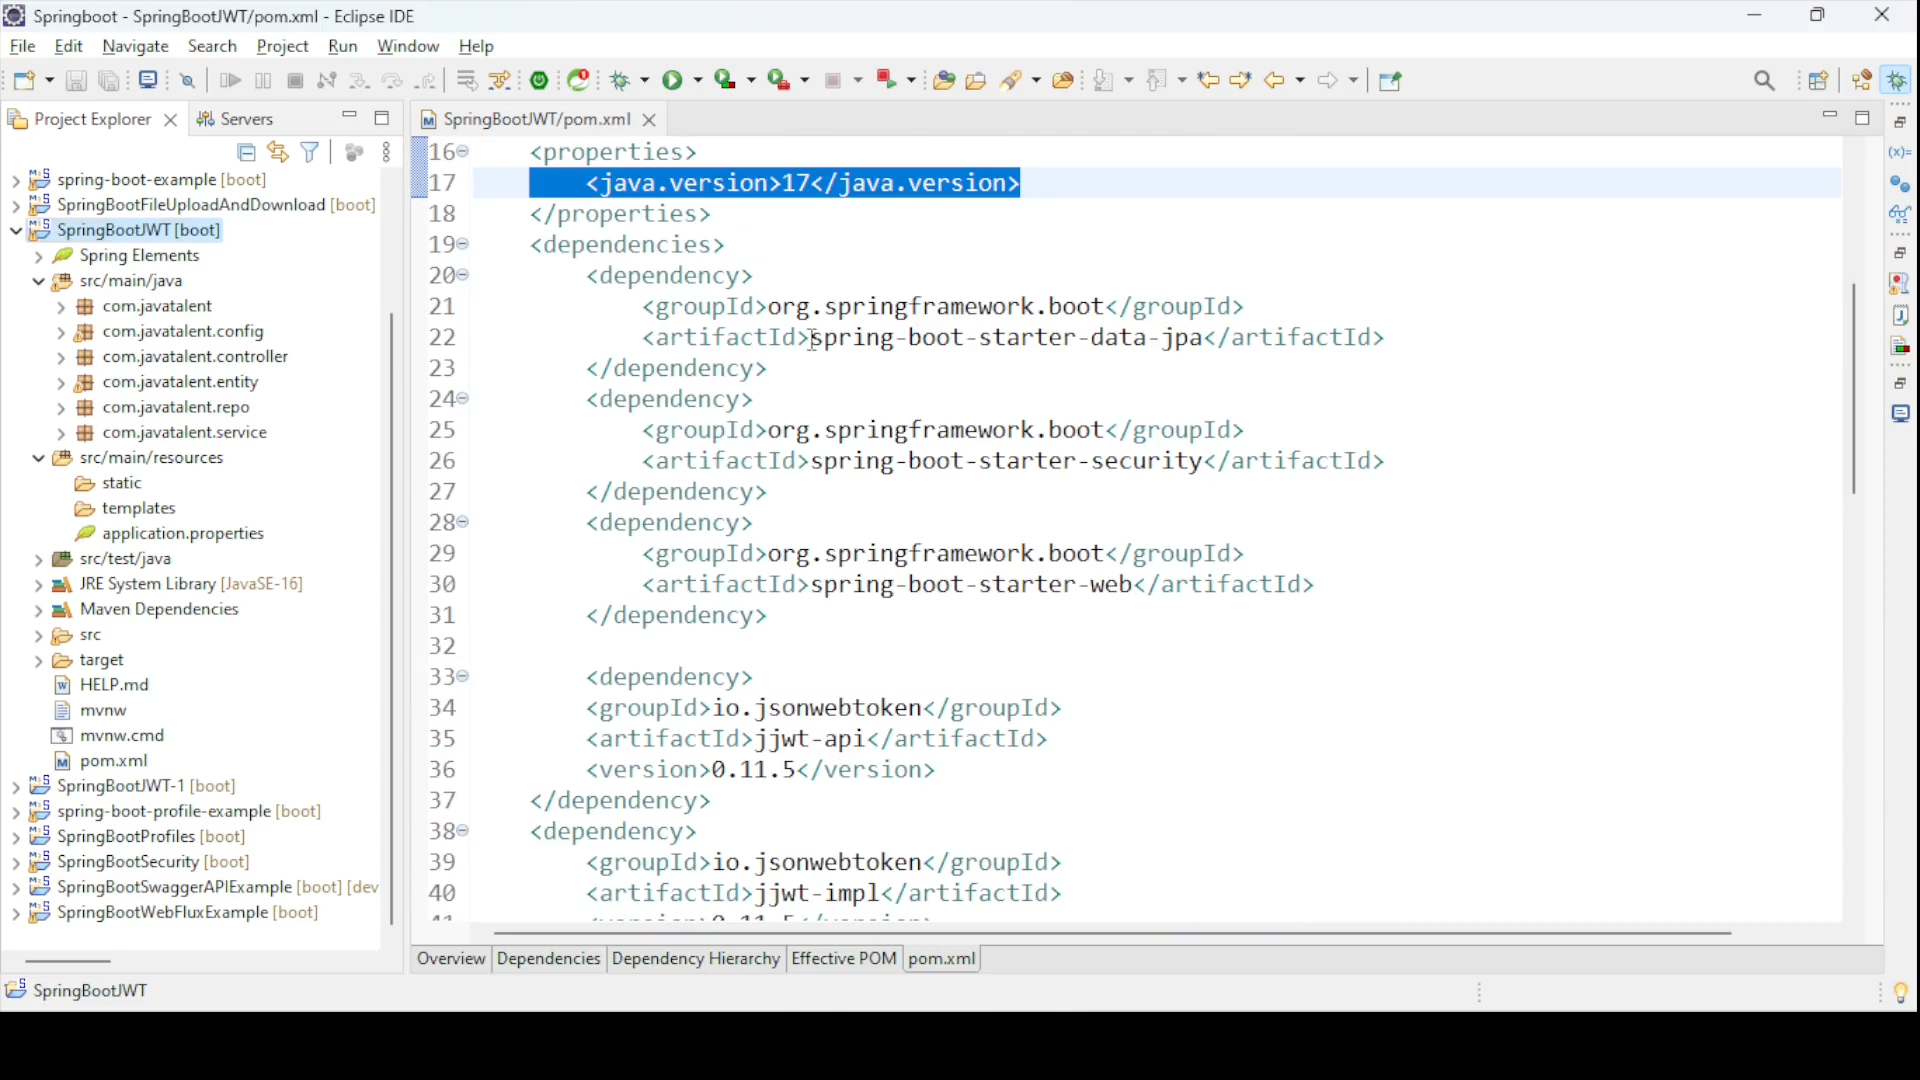 Springboot - SpringBootJWT/pom.xml - Eclipse IDE
File Edit Navigate Search Project Run Window Help
Project Explorer
Servers
spring-boot-example [boot]
SpringBootFileUploadAndDownload [boot]
SpringBootJWT [boot]
Spring Elements
src/main/java
com.javatalent
com.javatalent.config
com.javatalent.controller
com.javatalent.entity
com.javatalent.repo
com.javatalent.service
src/main/resources
static
templates
application.properties
src/test/java
JRE System Library [JavaSE-16]
Maven Dependencies
src
target
HELP.md
mvnw
mvnw.cmd
pom.xml
SpringBootJWT-1 [boot]
spring-boot-profile-example [boot]
SpringBootProfiles [boot]
SpringBootSecurity [boot]
SpringBootSwaggerAPIExample [boot] [dev
SpringBootWebFluxExample [boot]
SpringBootJWT/pom.xml
16 <properties>
17 <java.version>17</java.version>
18 </properties>
19 <dependencies>
20 <dependency>
21 <groupId>org.springframework.boot</groupId>
22 <artifactId>spring-boot-starter-data-jpa</artifactId>
23 </dependency>
24 <dependency>
25 <groupId>org.springframework.boot</groupId>
26 <artifactId>spring-boot-starter-security</artifactId>
27 </dependency>
28 <dependency>
29 <groupId>org.springframework.boot</groupId>
30 <artifactId>spring-boot-starter-web</artifactId>
31 </dependency>
32
33 <dependency>
34 <groupId>io.jsonwebtoken</groupId>
35 <artifactId>jjwt-api</artifactId>
36 <version>0.11.5</version>
37 </dependency>
38 <dependency>
39 <groupId>io.jsonwebtoken</groupId>
40 <artifactId>jjwt-impl</artifactId>
Overview Dependencies Dependency Hierarchy Effective POM pom.xml
SpringBootJWT